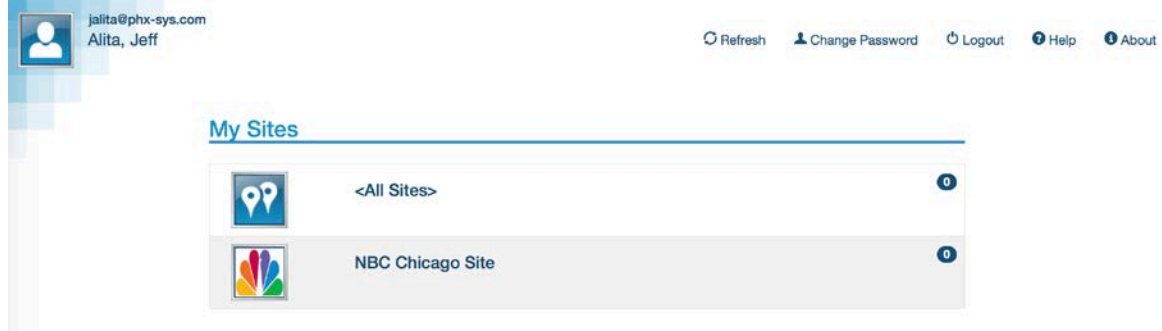 jalita@phx-sys.com
Alita, Jeff
Refresh Change Password Logout Help About
My Sites
<All Sites> 0
NBC Chicago Site 0